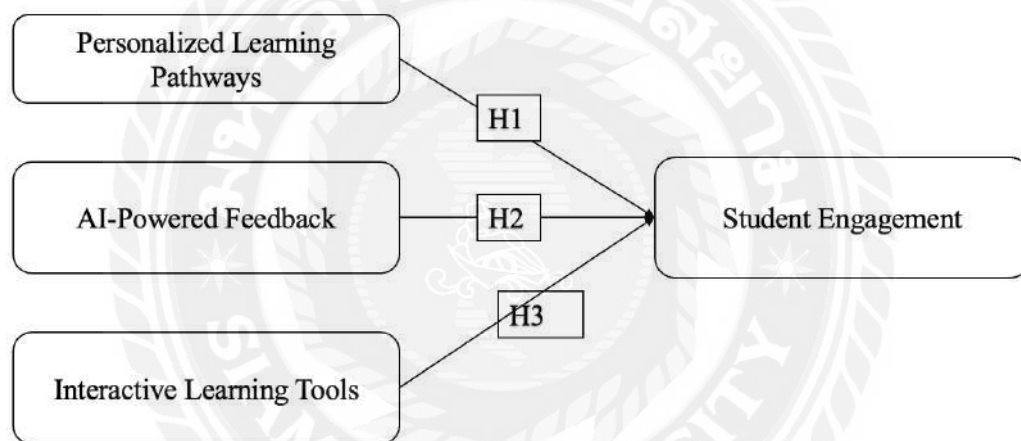 Personalized Learning
Pathways
H1
AI-Powered Feedback
H2
Student Engagement
H3
Interactive Learning Tools